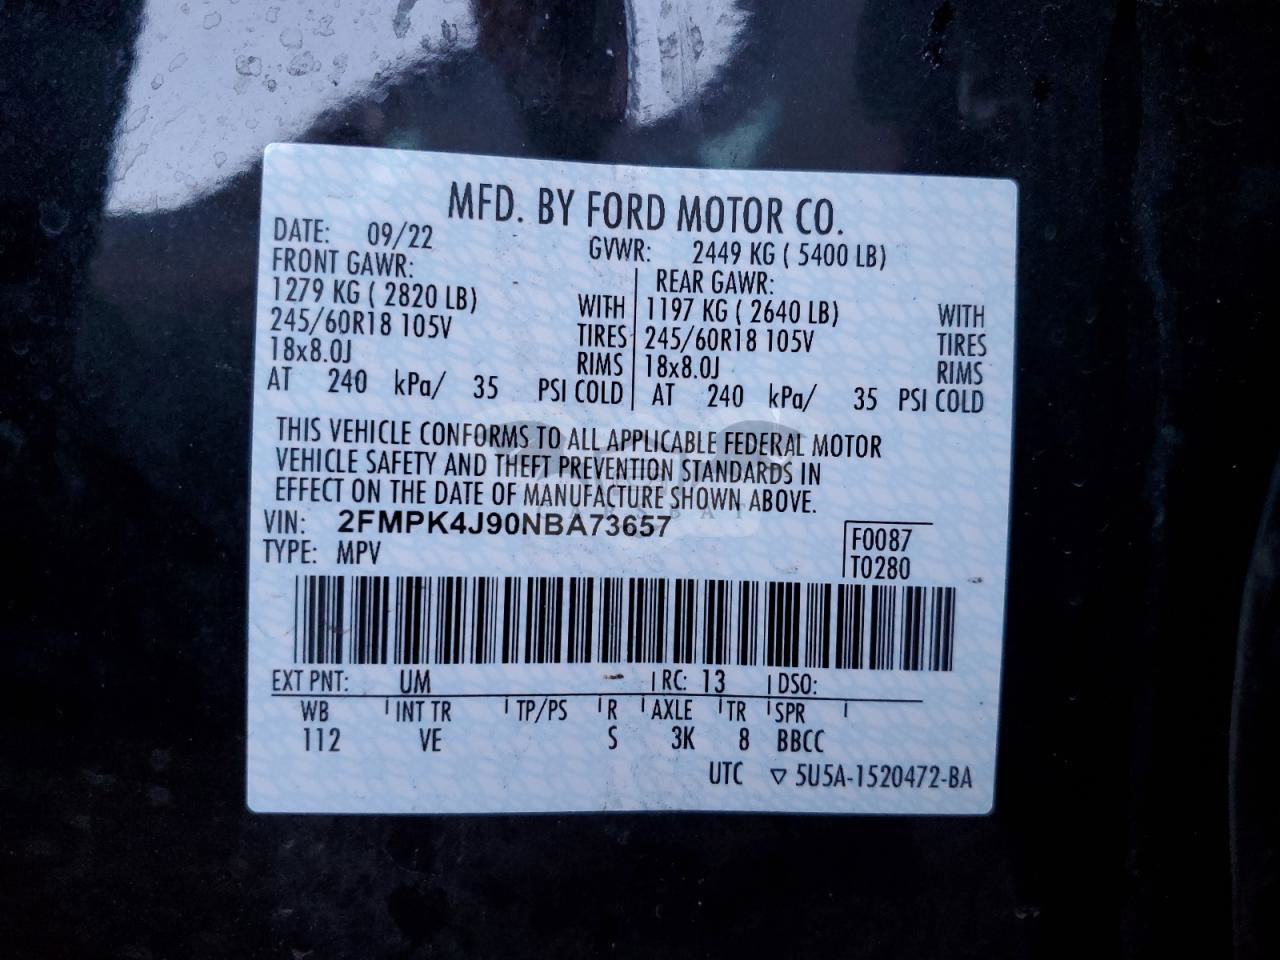 MFD. BY FORD MOTOR CO.
DATE: 09/22 GVWR: 2449 KG ( 5400 LB)
FRONT GAWR: REAR GAWR:
1279 KG ( 2820 LB) WITH 1197 KG ( 2640 LB) WITH
245/60R18 105V TIRES 245/60R18 105V TIRES
18x8.0J RIMS 18x8.0J RIMS
AT 240 kPa/ 35 PSI COLD AT 240 kPa/ 35 PSI COLD
THIS VEHICLE CONFORMS TO ALL APPLICABLE FEDERAL MOTOR
VEHICLE SAFETY AND THEFT PREVENTION STANDARDS IN
EFFECT ON THE DATE OF MANUFACTURE SHOWN ABOVE.
VIN: 2FMPK4J90NBA73657
TYPE: MPV
F0087
T0280
EXT PNT: UM RC: 13 DSO:
WB INT TR TP/PS R AXLE TR SPR
112 VE S 3K 8 BBCC
UTC ▽ 5U5A-1520472-BA